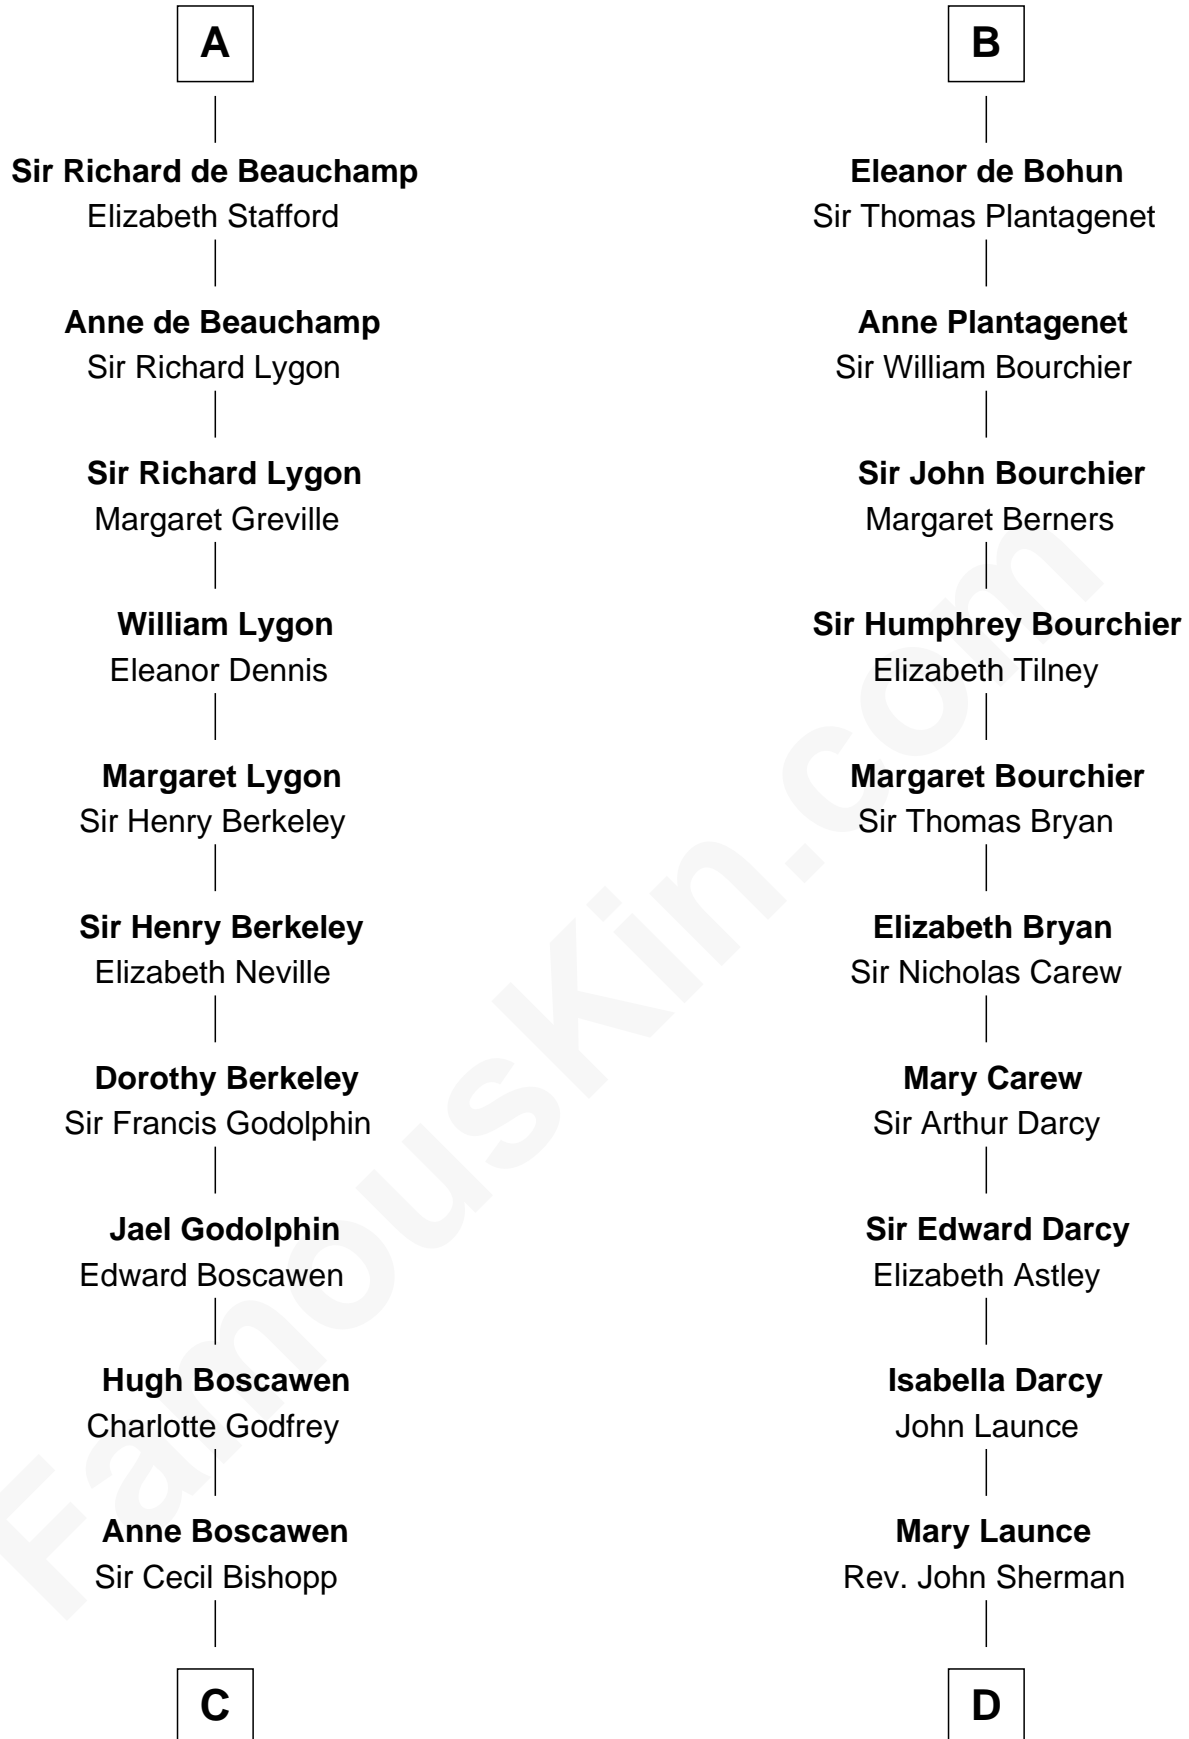 A
Sir Richard de Beauchamp
Elizabeth Stafford
Anne de Beauchamp
Sir Richard Lygon
Sir Richard Lygon
Margaret Greville
William Lygon
Eleanor Dennis
Margaret Lygon
Sir Henry Berkeley
Sir Henry Berkeley
Elizabeth Neville
Dorothy Berkeley
Sir Francis Godolphin
Jael Godolphin
Edward Boscawen
Hugh Boscawen
Charlotte Godfrey
Anne Boscawen
Sir Cecil Bishopp
C
B
Eleanor de Bohun
Sir Thomas Plantagenet
Anne Plantagenet
Sir William Bourchier
Sir John Bourchier
Margaret Berners
Sir Humphrey Bourchier
Elizabeth Tilney
Margaret Bourchier
Sir Thomas Bryan
Elizabeth Bryan
Sir Nicholas Carew
Mary Carew
Sir Arthur Darcy
Sir Edward Darcy
Elizabeth Astley
Isabella Darcy
John Launce
Mary Launce
Rev. John Sherman
D
FamousKin.com